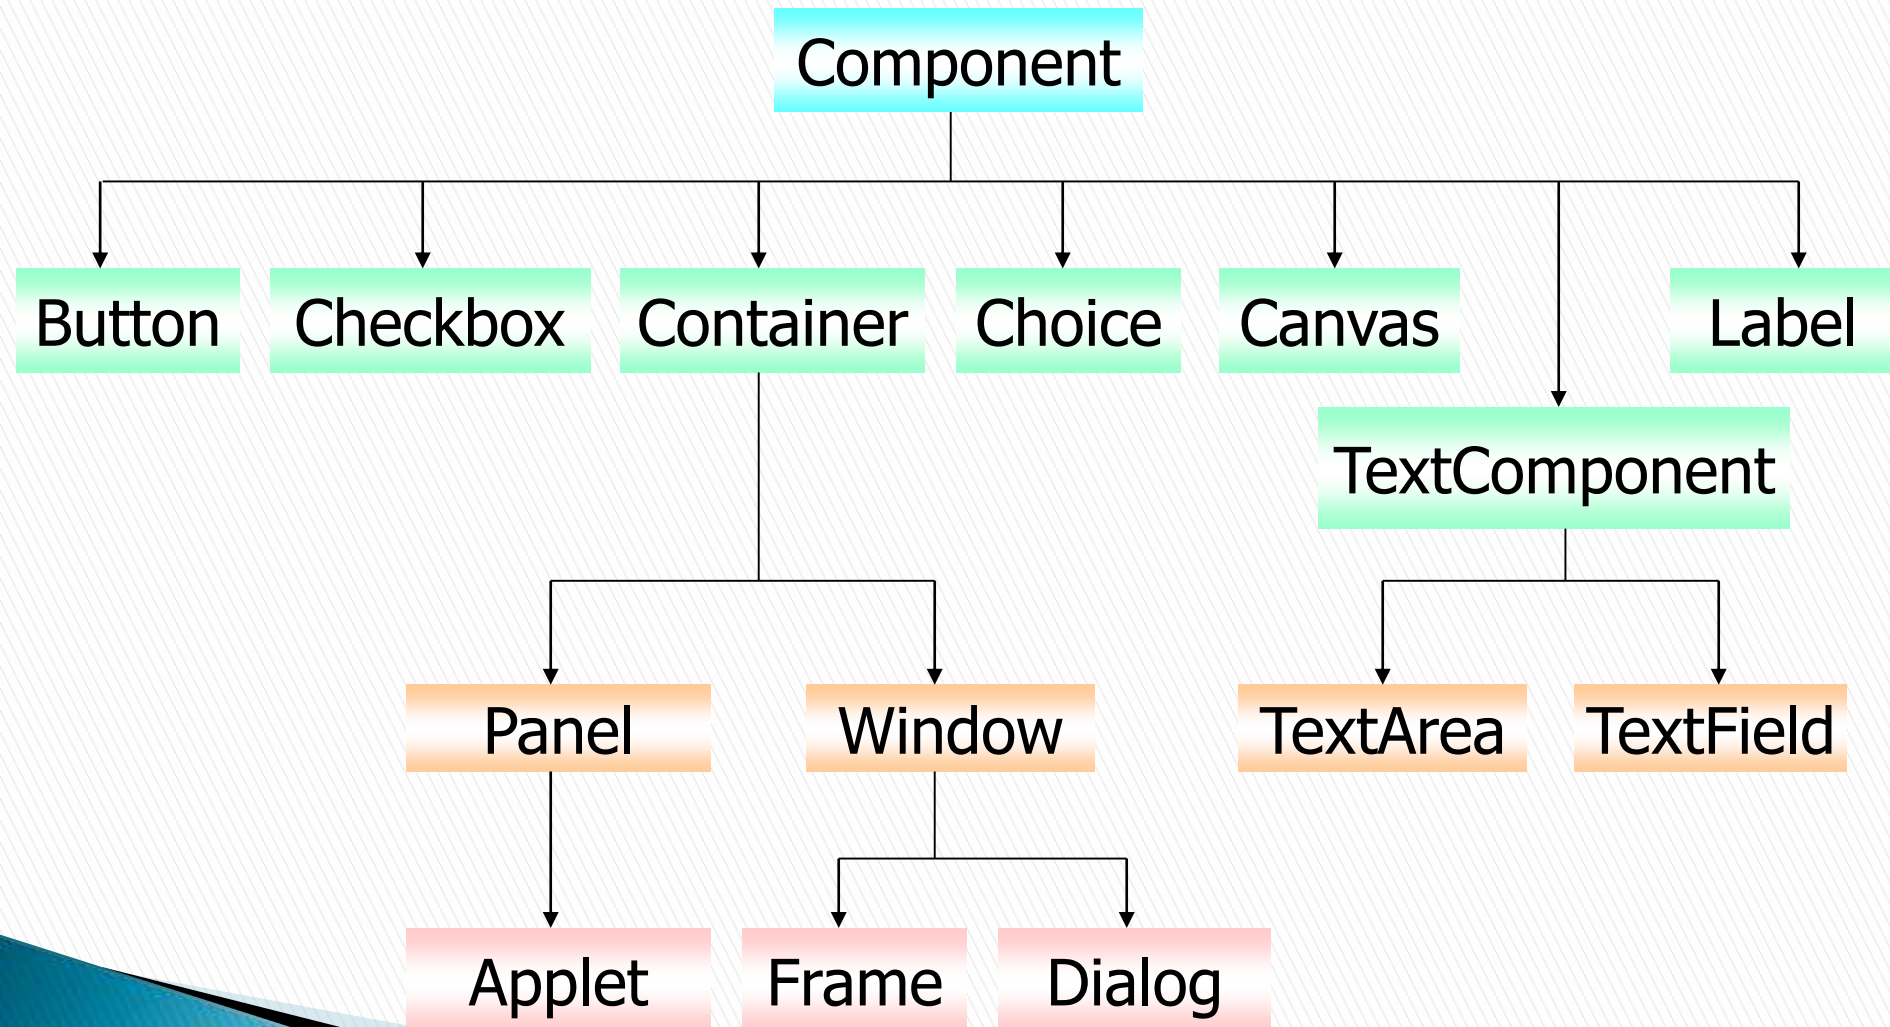 Component
Button Checkbox Container Choice Canvas Label
TextComponent
Panel Window TextArea TextField
Applet Frame Dialog